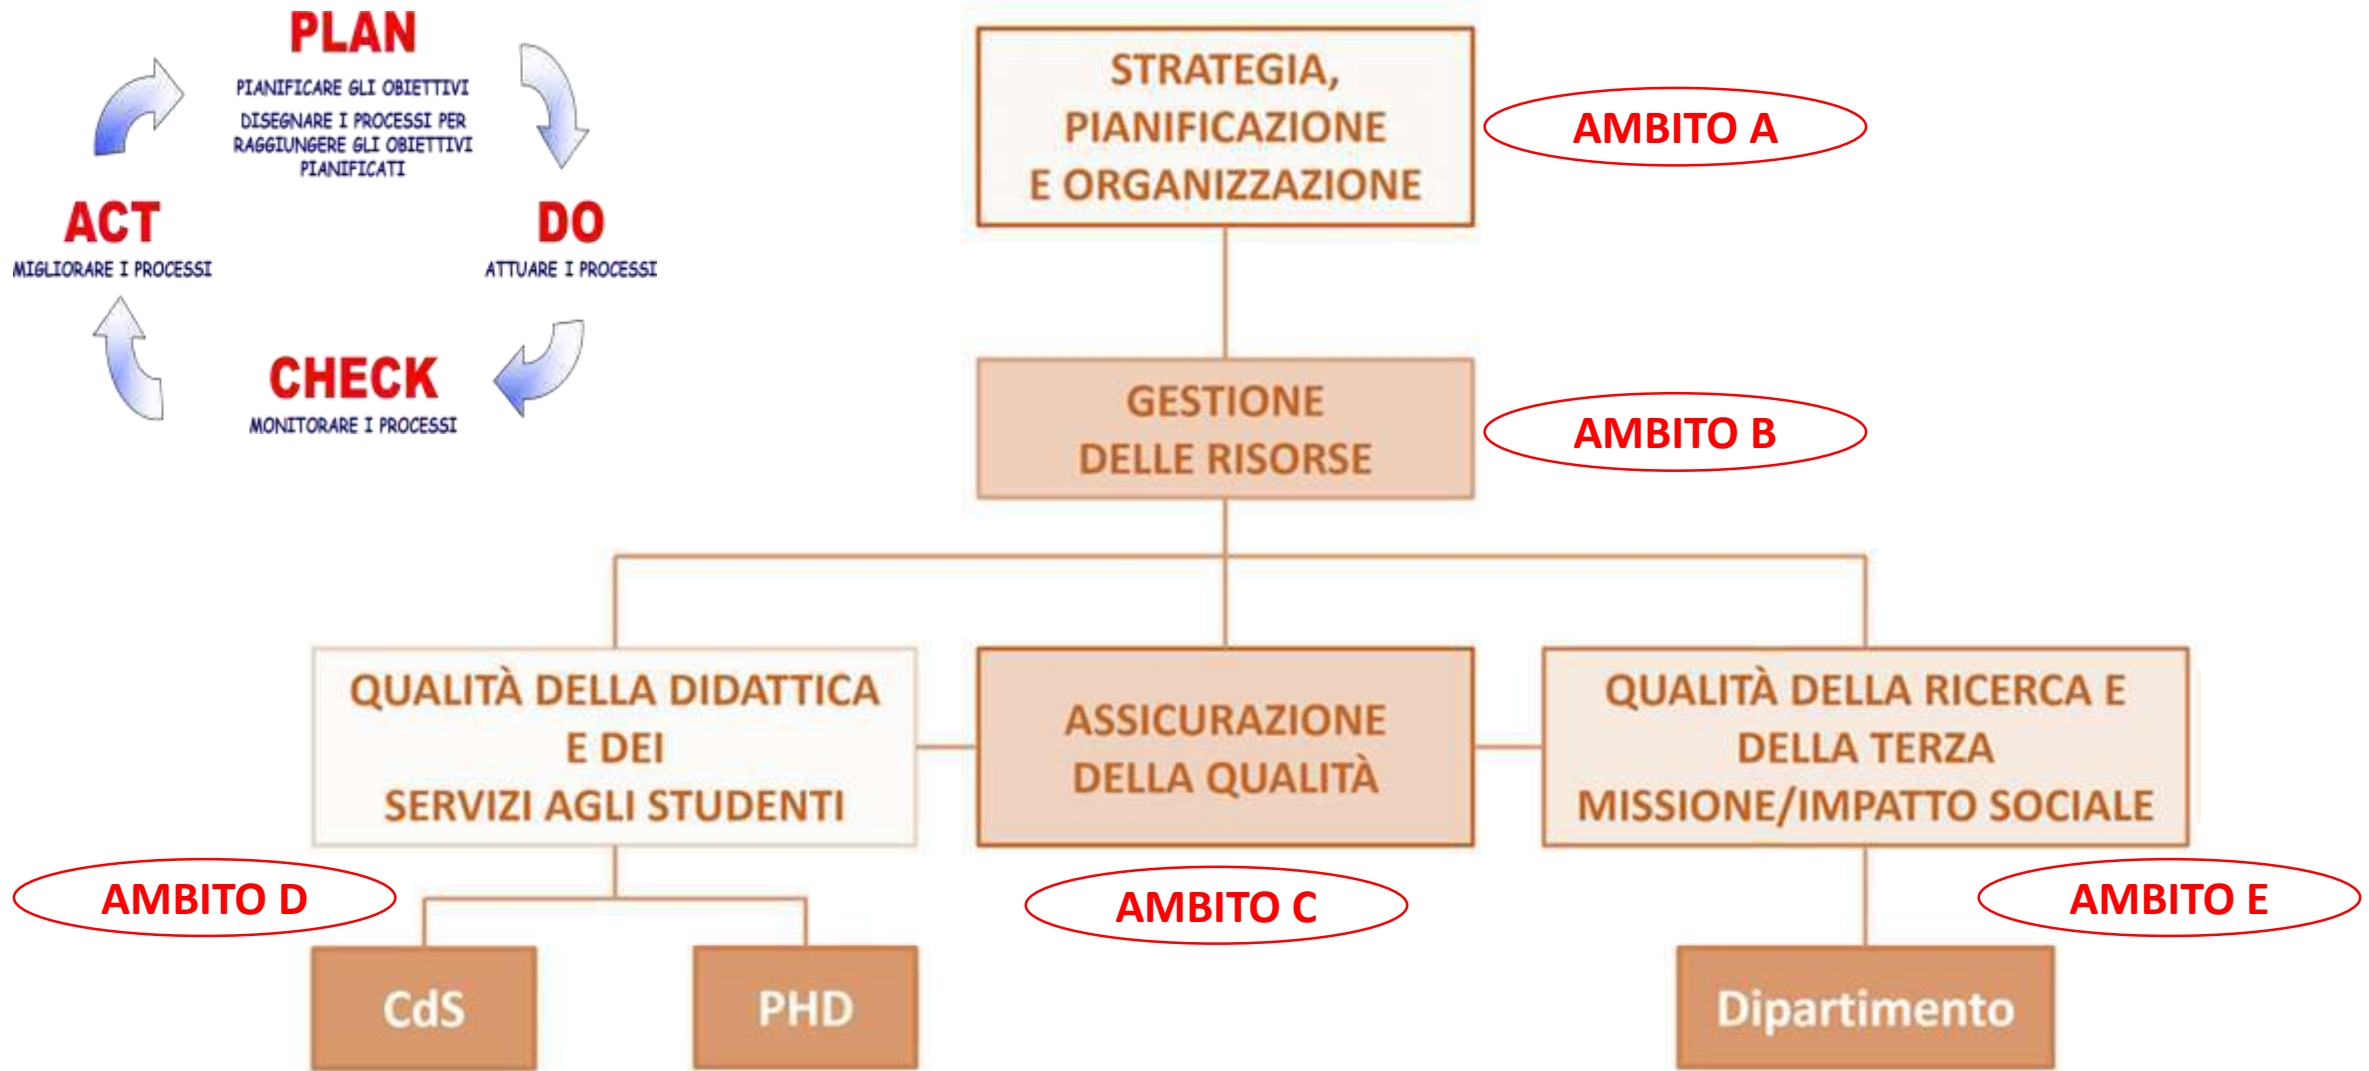 PLAN
PIANIFICARE GLI OBIETTIVI
DISEGNARE I PROCESSI PER
RAGGIUNGERE GLI OBIETTIVI
PIANIFICATI
ACT
MIGLIORARE I PROCESSI
DO
ATTUARE I PROCESSI
CHECK
MONITORARE I PROCESSI
STRATEGIA,
PIANIFICAZIONE
E ORGANIZZAZIONE
AMBITO A
GESTIONE
DELLE RISORSE
AMBITO B
QUALITÀ DELLA DIDATTICA
E DEI
SERVIZI AGLI STUDENTI
ASSICURAZIONE
DELLA QUALITÀ
QUALITÀ DELLA RICERCA E
DELLA TERZA
MISSIONE/IMPATTO SOCIALE
AMBITO D
AMBITO C
AMBITO E
CdS
PHD
Dipartimento